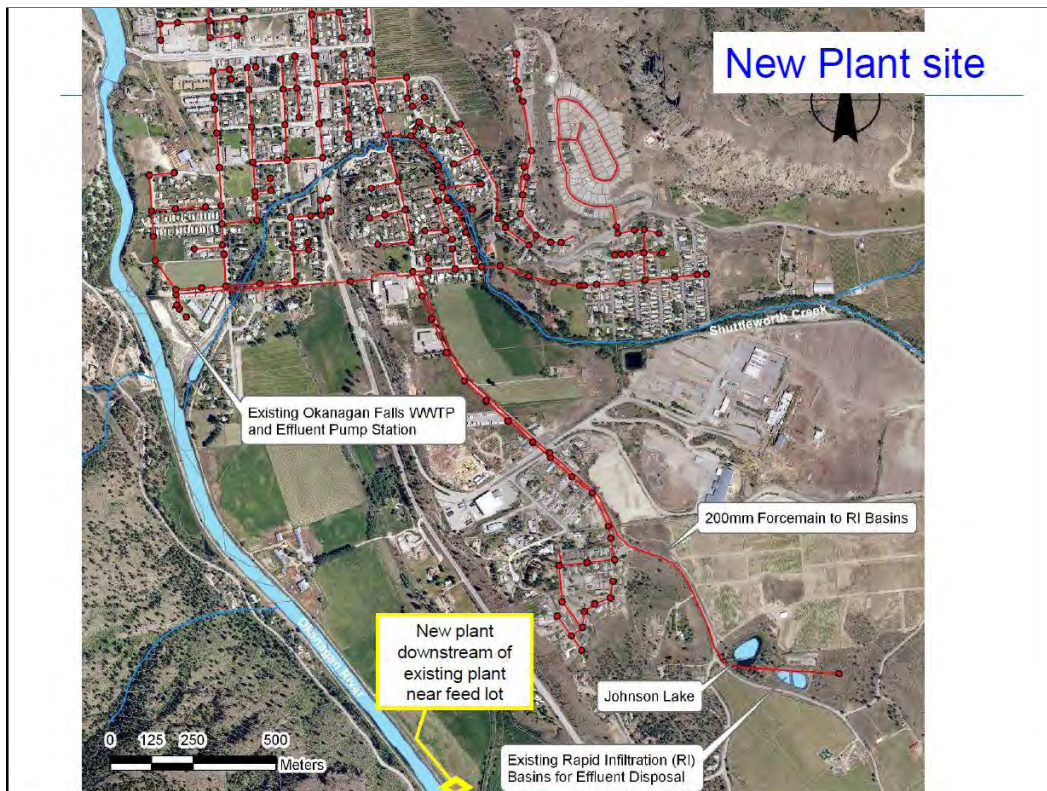 New Plant site
Shuttleworth Creek
Existing Okanagan Falls WWTP
and Effluent Pump Station
200mm Forcemain to RI Basins
Okanagan River
New plant
downstream of
existing plant
near feed lot
Johnson Lake
Existing Rapid Infiltration (RI)
Basins for Effluent Disposal
0 125 250 500
Meters